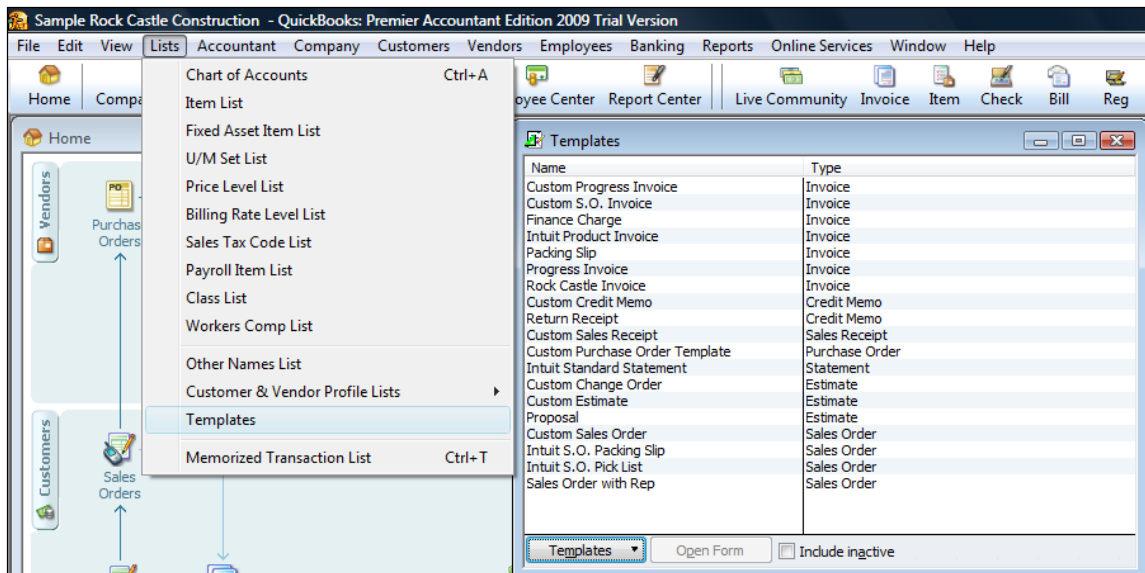 Sample Rock Castle Construction - QuickBooks: Premier Accountant Edition 2009 Trial Version
File Edit View Lists Accountant Company Customers Vendors Employees Banking Reports Online Services Window Help
Home Compa oyee Center Report Center Live Community Invoice Item Check Bill Reg
Chart of Accounts Ctrl+A
Item List
Fixed Asset Item List
U/M Set List
Price Level List
Billing Rate Level List
Sales Tax Code List
Payroll Item List
Class List
Workers Comp List
Other Names List
Customer & Vendor Profile Lists
Templates
Memorized Transaction List Ctrl+T
Home
Vendors
PO
Purchas
Orders
Customers
Sales
Orders
Templates
Name Type
Custom Progress Invoice Invoice
Custom S.O. Invoice Invoice
Finance Charge Invoice
Intuit Product Invoice Invoice
Packing Slip Invoice
Progress Invoice Invoice
Rock Castle Invoice Invoice
Custom Credit Memo Credit Memo
Return Receipt Credit Memo
Custom Sales Receipt Sales Receipt
Custom Purchase Order Template Purchase Order
Intuit Standard Statement Statement
Custom Change Order Estimate
Custom Estimate Estimate
Proposal Estimate
Custom Sales Order Sales Order
Intuit S.O. Packing Slip Sales Order
Intuit S.O. Pick List Sales Order
Sales Order with Rep Sales Order
Templates Open Form Include inactive